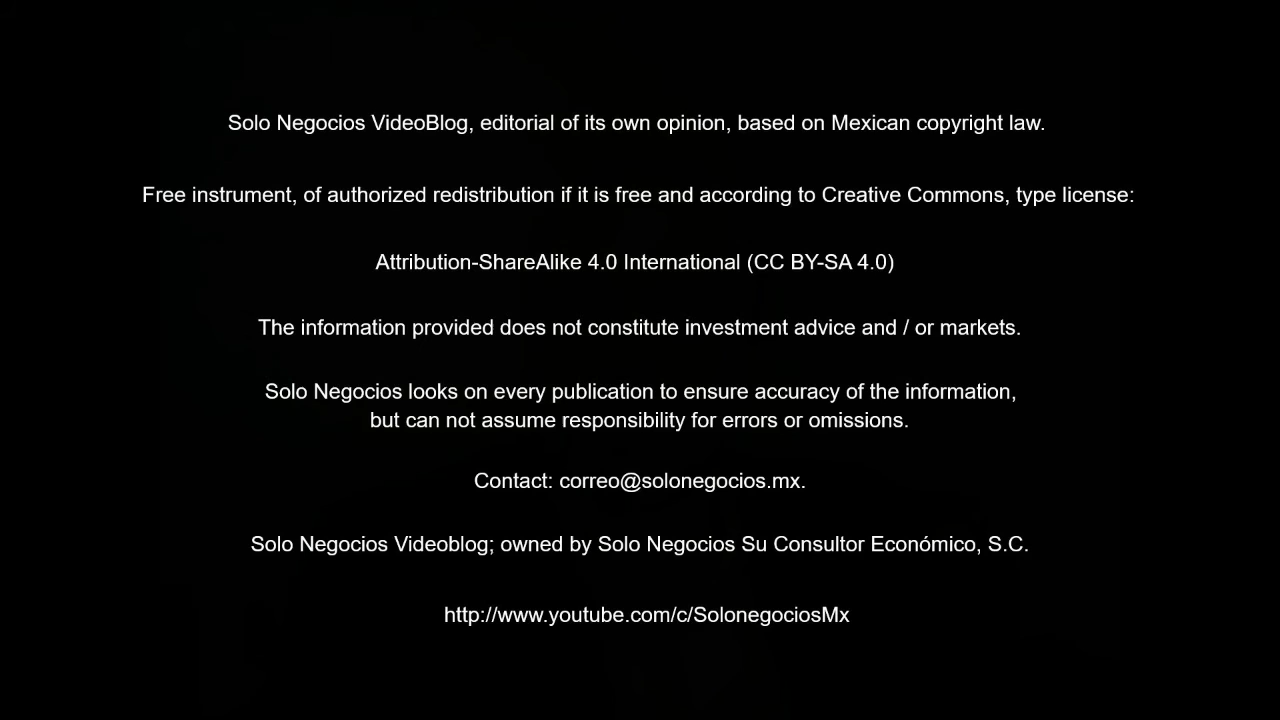 Solo Negocios VideoBlog, editorial of its own opinion, based on Mexican copyright law.
Free instrument, of authorized redistribution if it is free and according to Creative Commons, type license:
Attribution-ShareAlike 4.0 International (CC BY-SA 4.0)
The information provided does not constitute investment advice and / or markets.
Solo Negocios looks on every publication to ensure accuracy of the information,
but can not assume responsibility for errors or omissions.
Contact: correo@solonegocios.mx.
Solo Negocios Videoblog; owned by Solo Negocios Su Consultor Económico, S.C.
http://www.youtube.com/c/SolonegociosMx